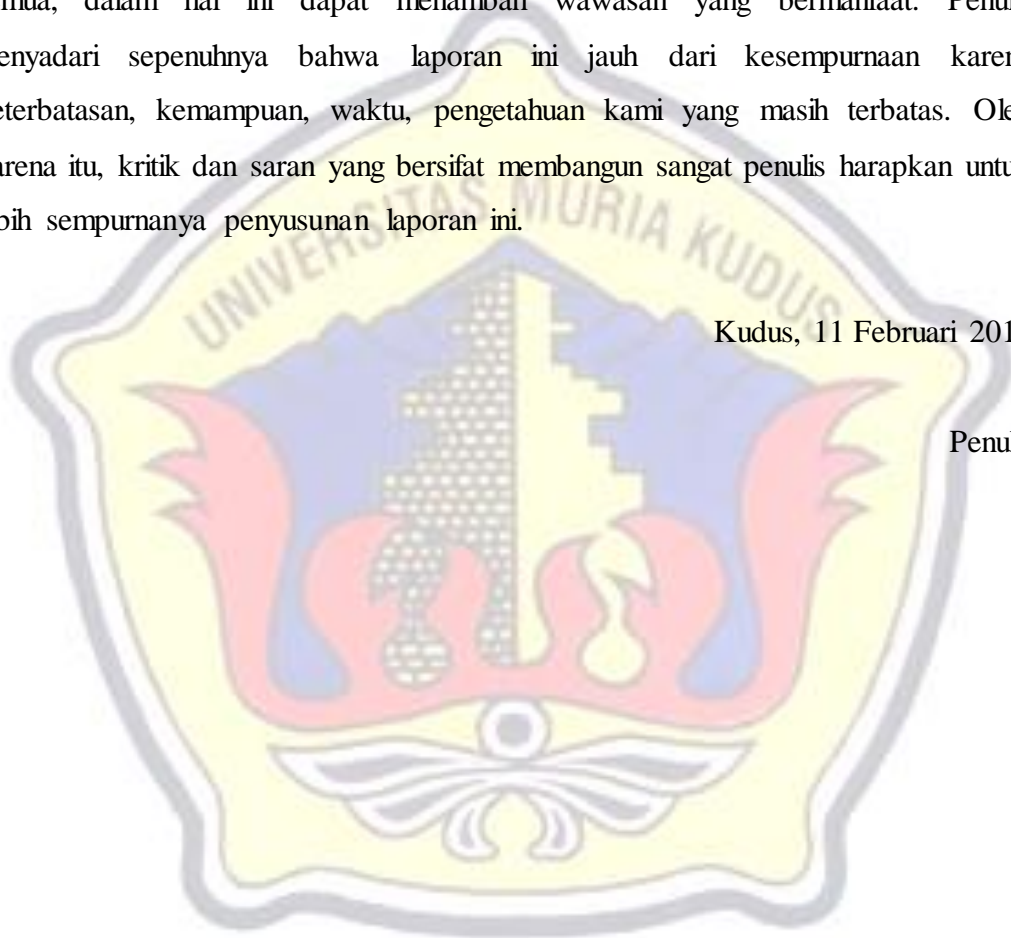 emua, dalam hal ini dapat menambah wawasan yang bermanfaat. Penul
enyadari sepenuhnya bahwa laporan ini jauh dari kesempurnaan karen
eterbatasan, kemampuan, waktu, pengetahuan kami yang masih terbatas. Ole
arena itu, kritik dan saran yang bersifat membangun sangat penulis harapkan untu
bih sempurnanya penyusunan laporan ini.
UNIVERSITAS MURIA KUDUS
Kudus, 11 Februari 201
Penul